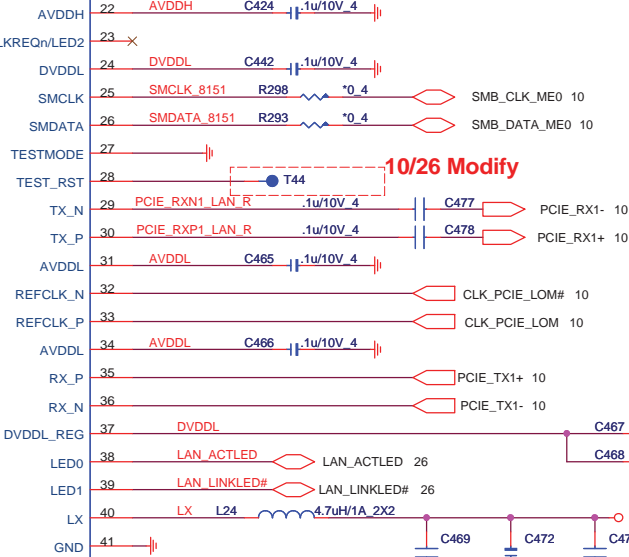 AVDDH 22 AVDDH C424 .1u/10V_4
LKREQn/LED2 23
DVDDL 24 DVDDL C442 .1u/10V_4
SMCLK 25 SMCLK_8151 R298 *0_4 SMB_CLK_ME0 10
SMDATA 26 SMDATA_8151 R293 *0_4 SMB_DATA_ME0 10
TESTMODE 27
10/26 Modify
TEST_RST 28 T44
TX_N 29 PCIE_RXN1_LAN_R .1u/10V_4 C477 PCIE_RX1- 10
TX_P 30 PCIE_RXP1_LAN_R .1u/10V_4 C478 PCIE_RX1+ 10
AVDDL 31 AVDDL C465 .1u/10V_4
REFCLK_N 32 CLK_PCIE_LOM# 10
REFCLK_P 33 CLK_PCIE_LOM 10
AVDDL 34 AVDDL C466 .1u/10V_4
RX_P 35 PCIE_TX1+ 10
RX_N 36 PCIE_TX1- 10
DVDDL_REG 37 DVDDL C467
LED0 38 LAN_ACTLED LAN_ACTLED 26 C468
LED1 39 LAN_LINKLED# LAN_LINKLED# 26
LX 40 LX L24 4.7uH/1A_2X2
GND 41 C469 C472 C47